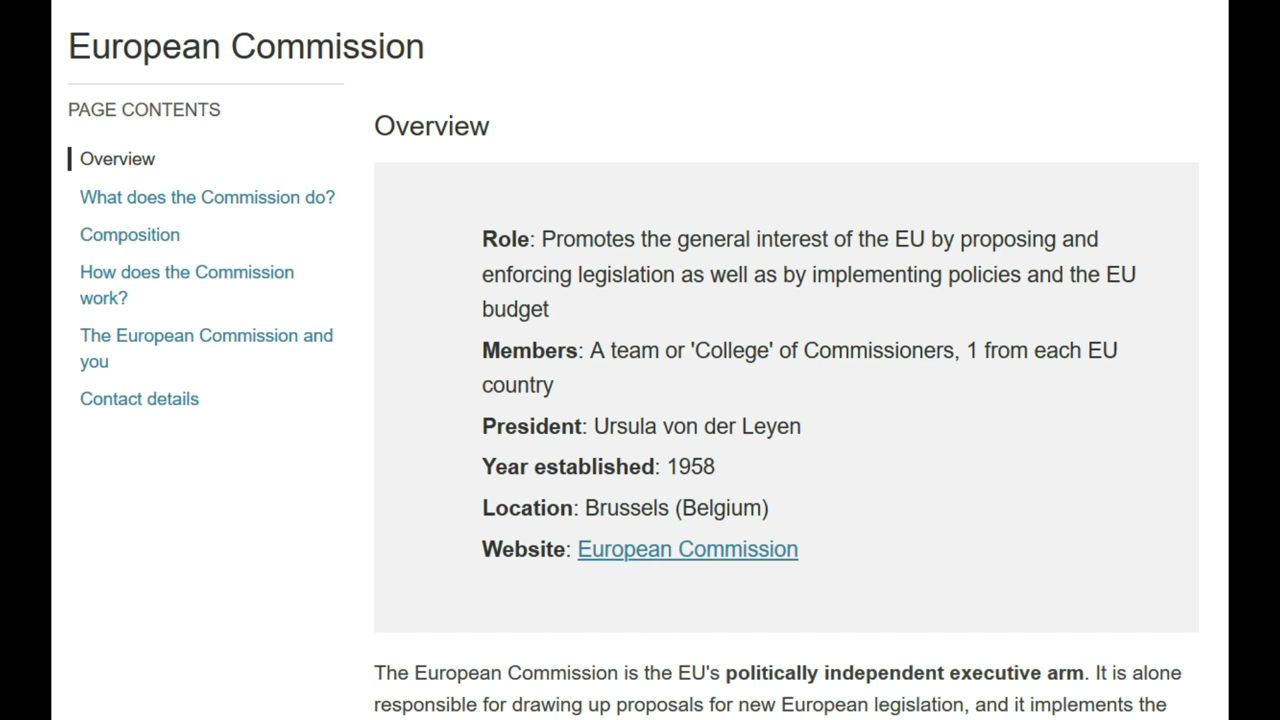 European Commission
PAGE CONTENTS
Overview
What does the Commission do?
Composition
How does the Commission
work?
The European Commission and
you
Contact details
Overview
Role: Promotes the general interest of the EU by proposing and
enforcing legislation as well as by implementing policies and the EU
budget
Members: A team or 'College' of Commissioners, 1 from each EU
country
President: Ursula von der Leyen
Year established: 1958
Location: Brussels (Belgium)
Website: European Commission
The European Commission is the EU's politically independent executive arm. It is alone
responsible for drawing up proposals for new European legislation, and it implements the